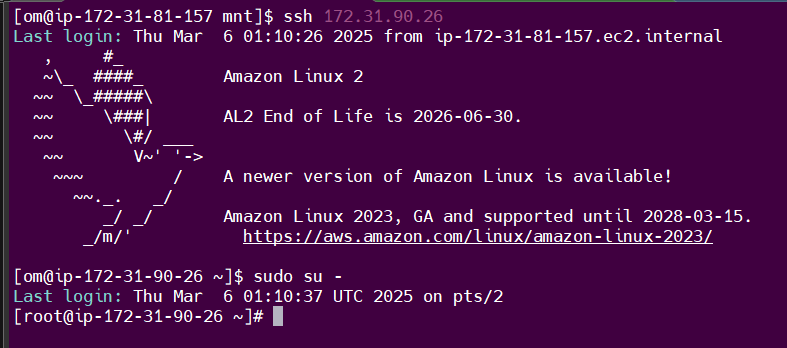 [om@ip-172-31-81-157 mnt]$ ssh 172.31.90.26
Last login: Thu Mar  6 01:10:26 2025 from ip-172-31-81-157.ec2.internal
   ,     #_
   ~\_  ####_        Amazon Linux 2
  ~~  \_#####\
  ~~     \###|       AL2 End of Life is 2026-06-30.
  ~~       \#/ ___
   ~~       V~' '->
    ~~~         /    A newer version of Amazon Linux is available!
      ~~._.   _/
         _/ _/       Amazon Linux 2023, GA and supported until 2028-03-15.
       _/m/'           https://aws.amazon.com/linux/amazon-linux-2023/
[om@ip-172-31-90-26 ~]$ sudo su -
Last login: Thu Mar  6 01:10:37 UTC 2025 on pts/2
[root@ip-172-31-90-26 ~]#